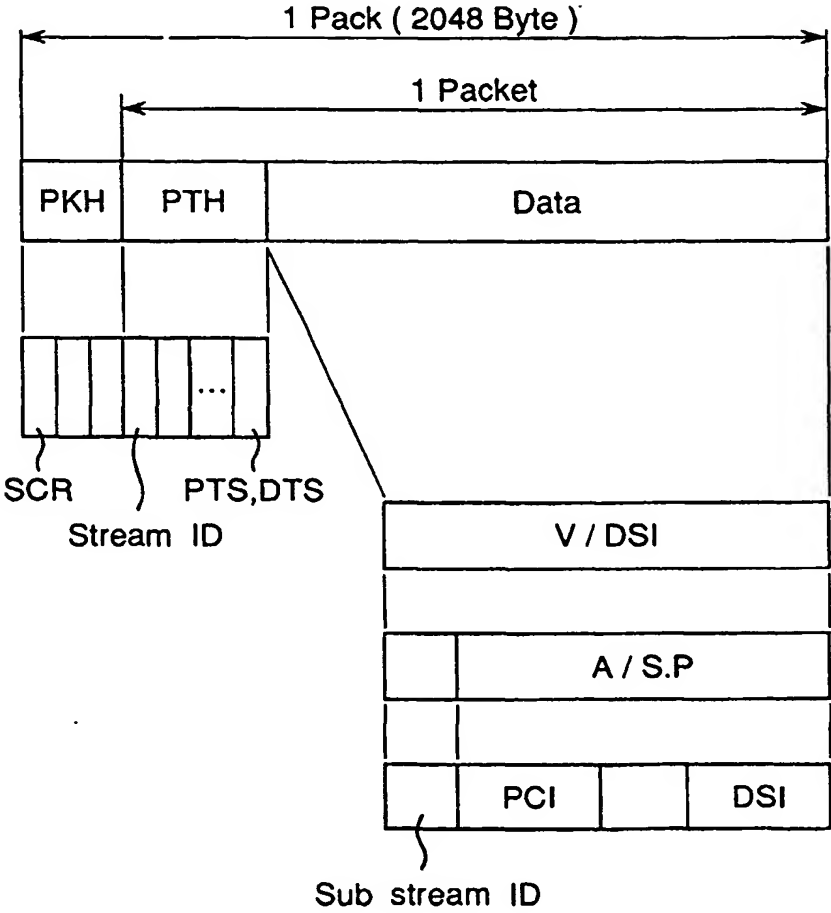 1 Pack ( 2048 Byte )
1 Packet
PKH PTH Data
...
SCR PTS,DTS
Stream ID
V / DSI
A / S.P
PCI DSI
Sub stream ID